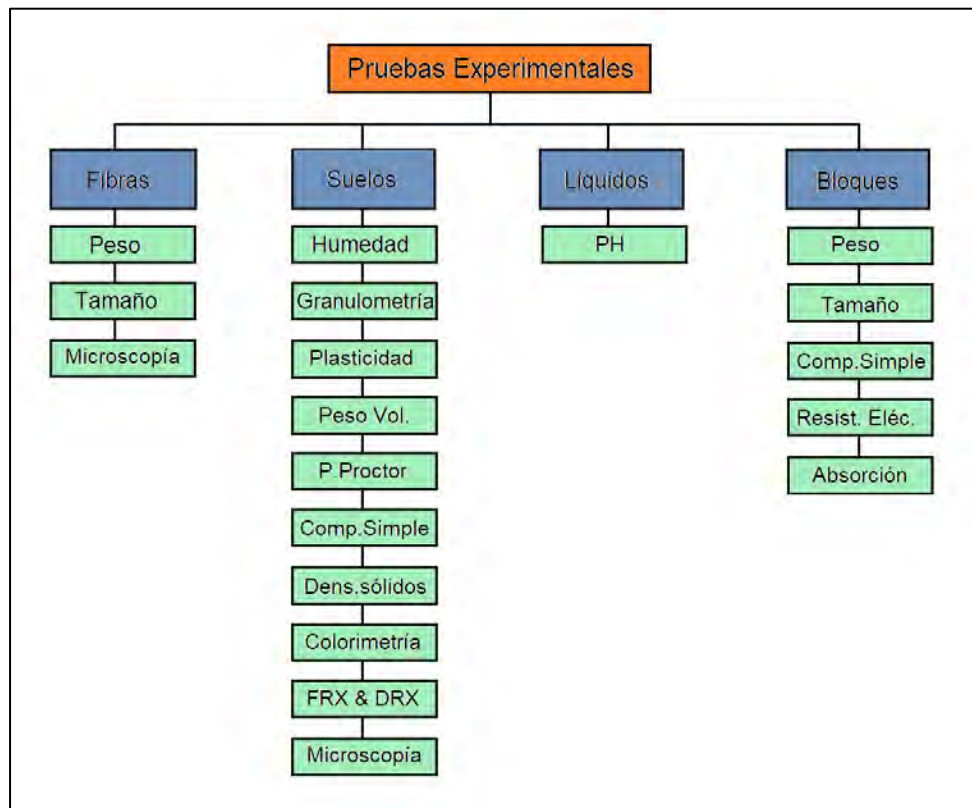 Pruebas Experimentales
Fibras
Peso
Tamaño
Microscopía
Suelos
Humedad
Granulometría
Plasticidad
Peso Vol.
P.Proctor
Comp.Simple
Dens.sólidos
Colorimetría
FRX & DRX
Microscopía
Líquidos
PH
Bloques
Peso
Tamaño
Comp.Simple
Resist. Eléc.
Absorción